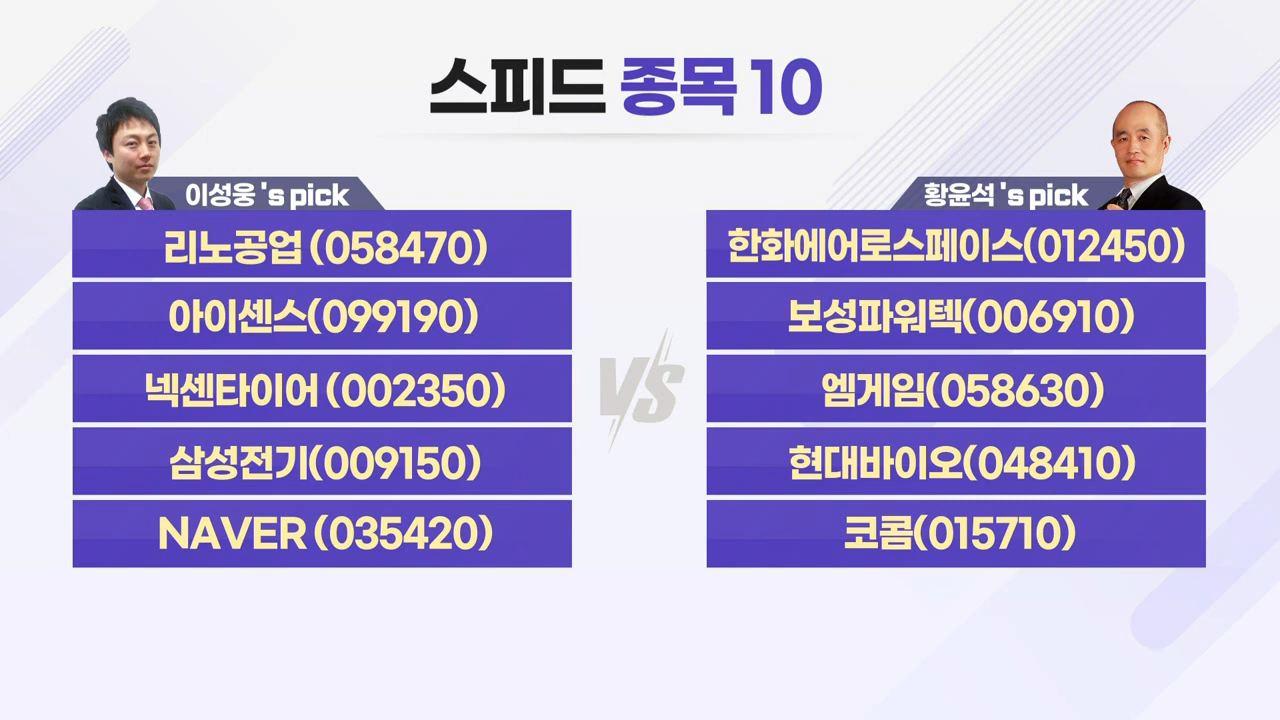 스피드 종목 10
이성웅 's pick
리노공업 (058470)
아이센스(099190)
넥센타이어 (002350)
삼성전기(009150)
NAVER (035420)
VS
황윤석 's pick
한화에어로스페이스(012450)
보성파워텍(006910)
엠게임(058630)
현대바이오(048410)
코콤(015710)